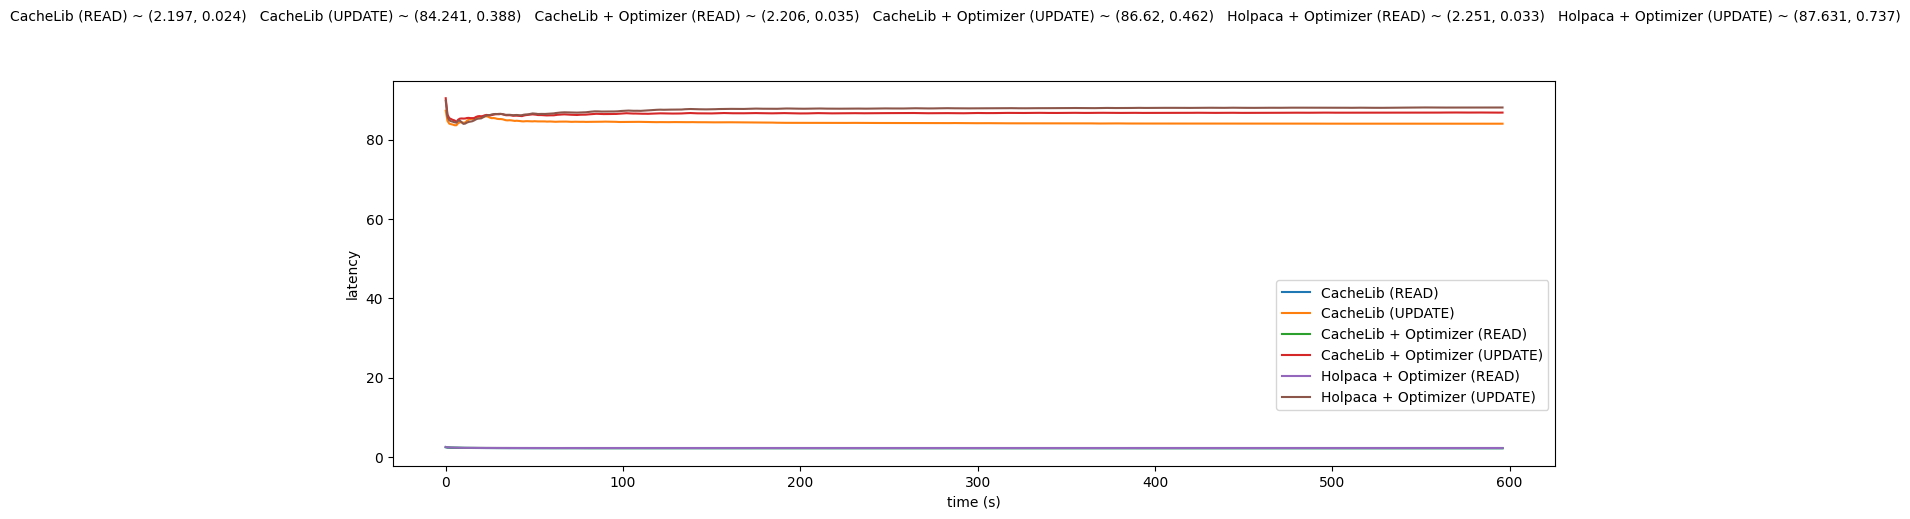 CacheLib (READ) ~ (2.197, 0.024)   CacheLib (UPDATE) ~ (84.241, 0.388)   CacheLib + Optimizer (READ) ~ (2.206, 0.035)   CacheLib + Optimizer (UPDATE) ~ (86.62, 0.462)   Holpaca + Optimizer (READ) ~ (2.251, 0.033)   Holpaca + Optimizer (UPDATE) ~ (87.631, 0.737)
80
60
40
20
0
latency
CacheLib (READ)
CacheLib (UPDATE)
CacheLib + Optimizer (READ)
CacheLib + Optimizer (UPDATE)
Holpaca + Optimizer (READ)
Holpaca + Optimizer (UPDATE)
0 100 200 300 400 500 600
time (s)